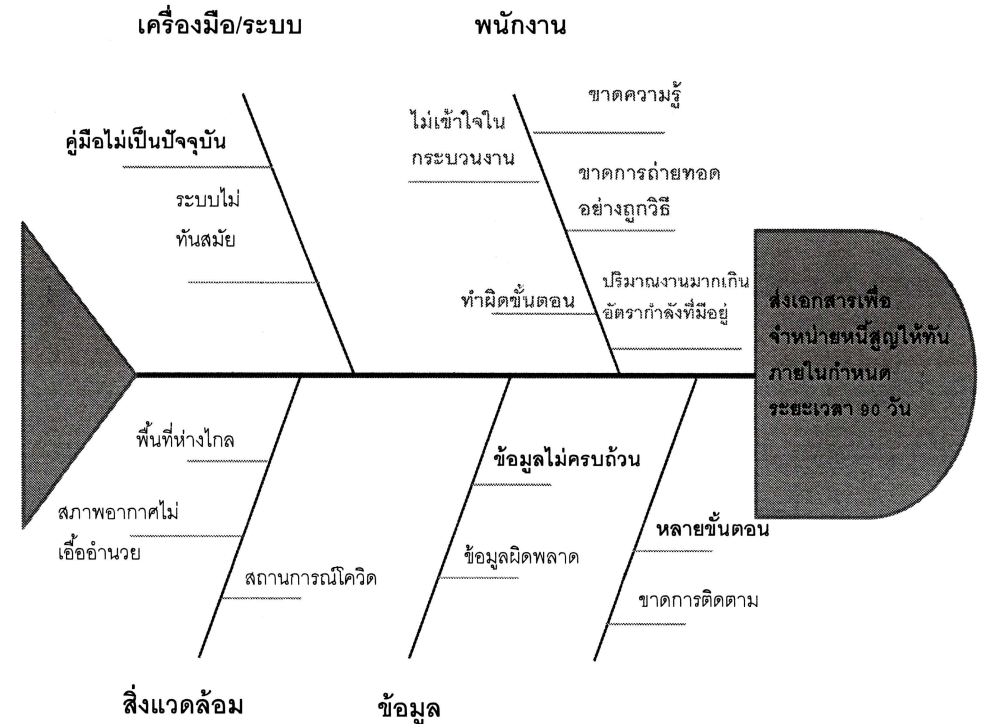 เครื่องมือ/ระบบ
พนักงาน
คู่มือไม่เป็นปัจจุบัน
ระบบไม่
ทันสมัย
ไม่เข้าใจใน
กระบวนงาน
ขาดความรู้
ขาดการถ่ายทอด
อย่างถูกวิธี
ทำผิดขั้นตอน
ปริมาณงานมากเกิน
อัตรากำลังที่มีอยู่
ส่งเอกสารเพื่อ
จำหน่ายหนี้สูญให้ทัน
ภายในกำหนด
ระยะเวลา 90 วัน
พื้นที่ห่างไกล
สภาพอากาศไม่
เอื้ออำนวย
สถานการณ์โควิด
ข้อมูลไม่ครบถ้วน
ข้อมูลผิดพลาด
หลายขั้นตอน
ขาดการติดตาม
สิ่งแวดล้อม
ข้อมูล